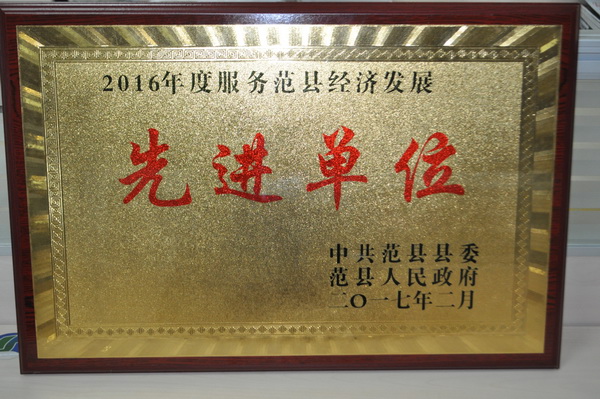 2016年度服务范县经济发展
先进单位
中共范县县委
范县人民政府
二〇一七年二月